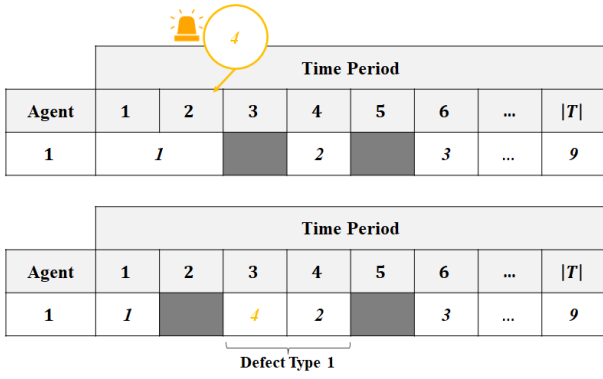 4
Time Period
Agent 1 2 3 4 5 6 ... |T|
1 1 2 3 ... 9
Time Period
Agent 1 2 3 4 5 6 ... |T|
1 1 4 2 3 ... 9
Defect Type 1